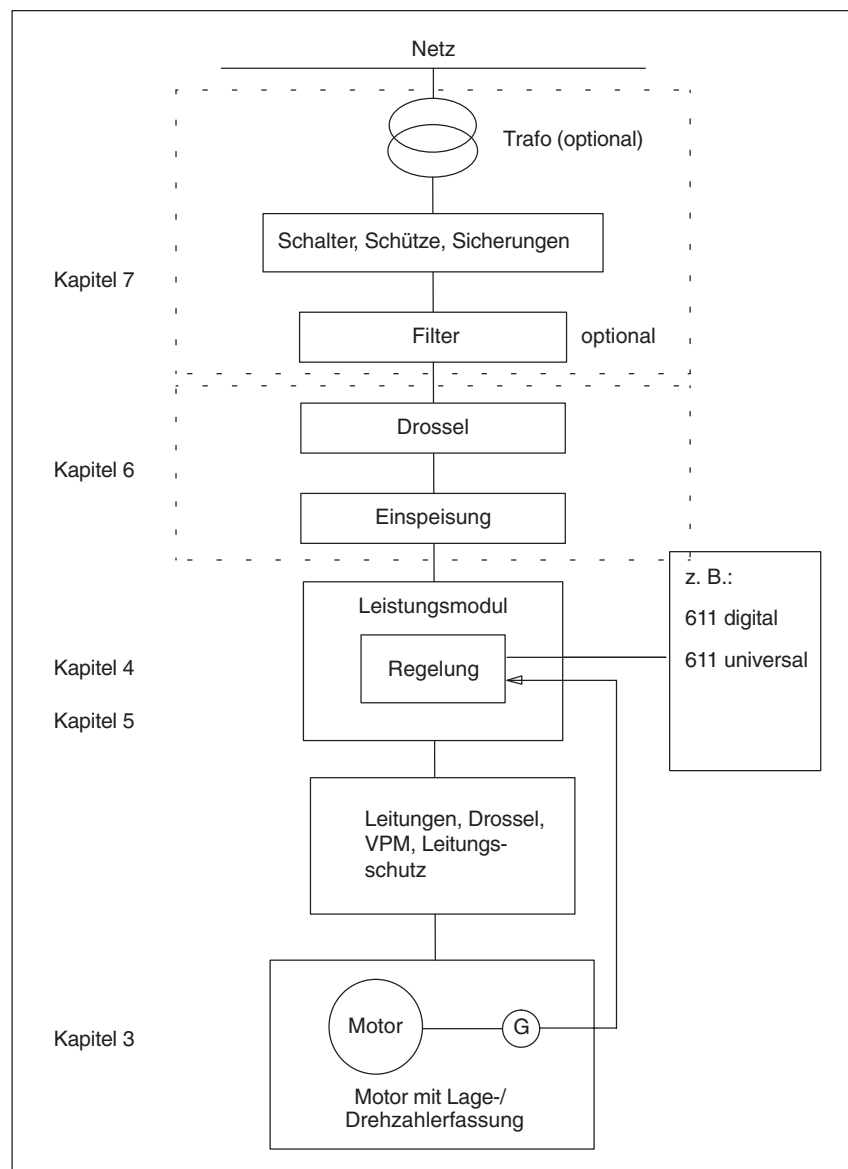 Netz
Trafo (optional)
Schalter, Schütze, Sicherungen
Kapitel 7
Filter
optional
Drossel
Kapitel 6
Einspeisung
z. B.:
Leistungsmodul
611 digital
Kapitel 4
Regelung
611 universal
Kapitel 5
Leitungen, Drossel,
VPM, Leitungs-
schutz
Motor
G
Kapitel 3
Motor mit Lage-/
Drehzahlerfassung